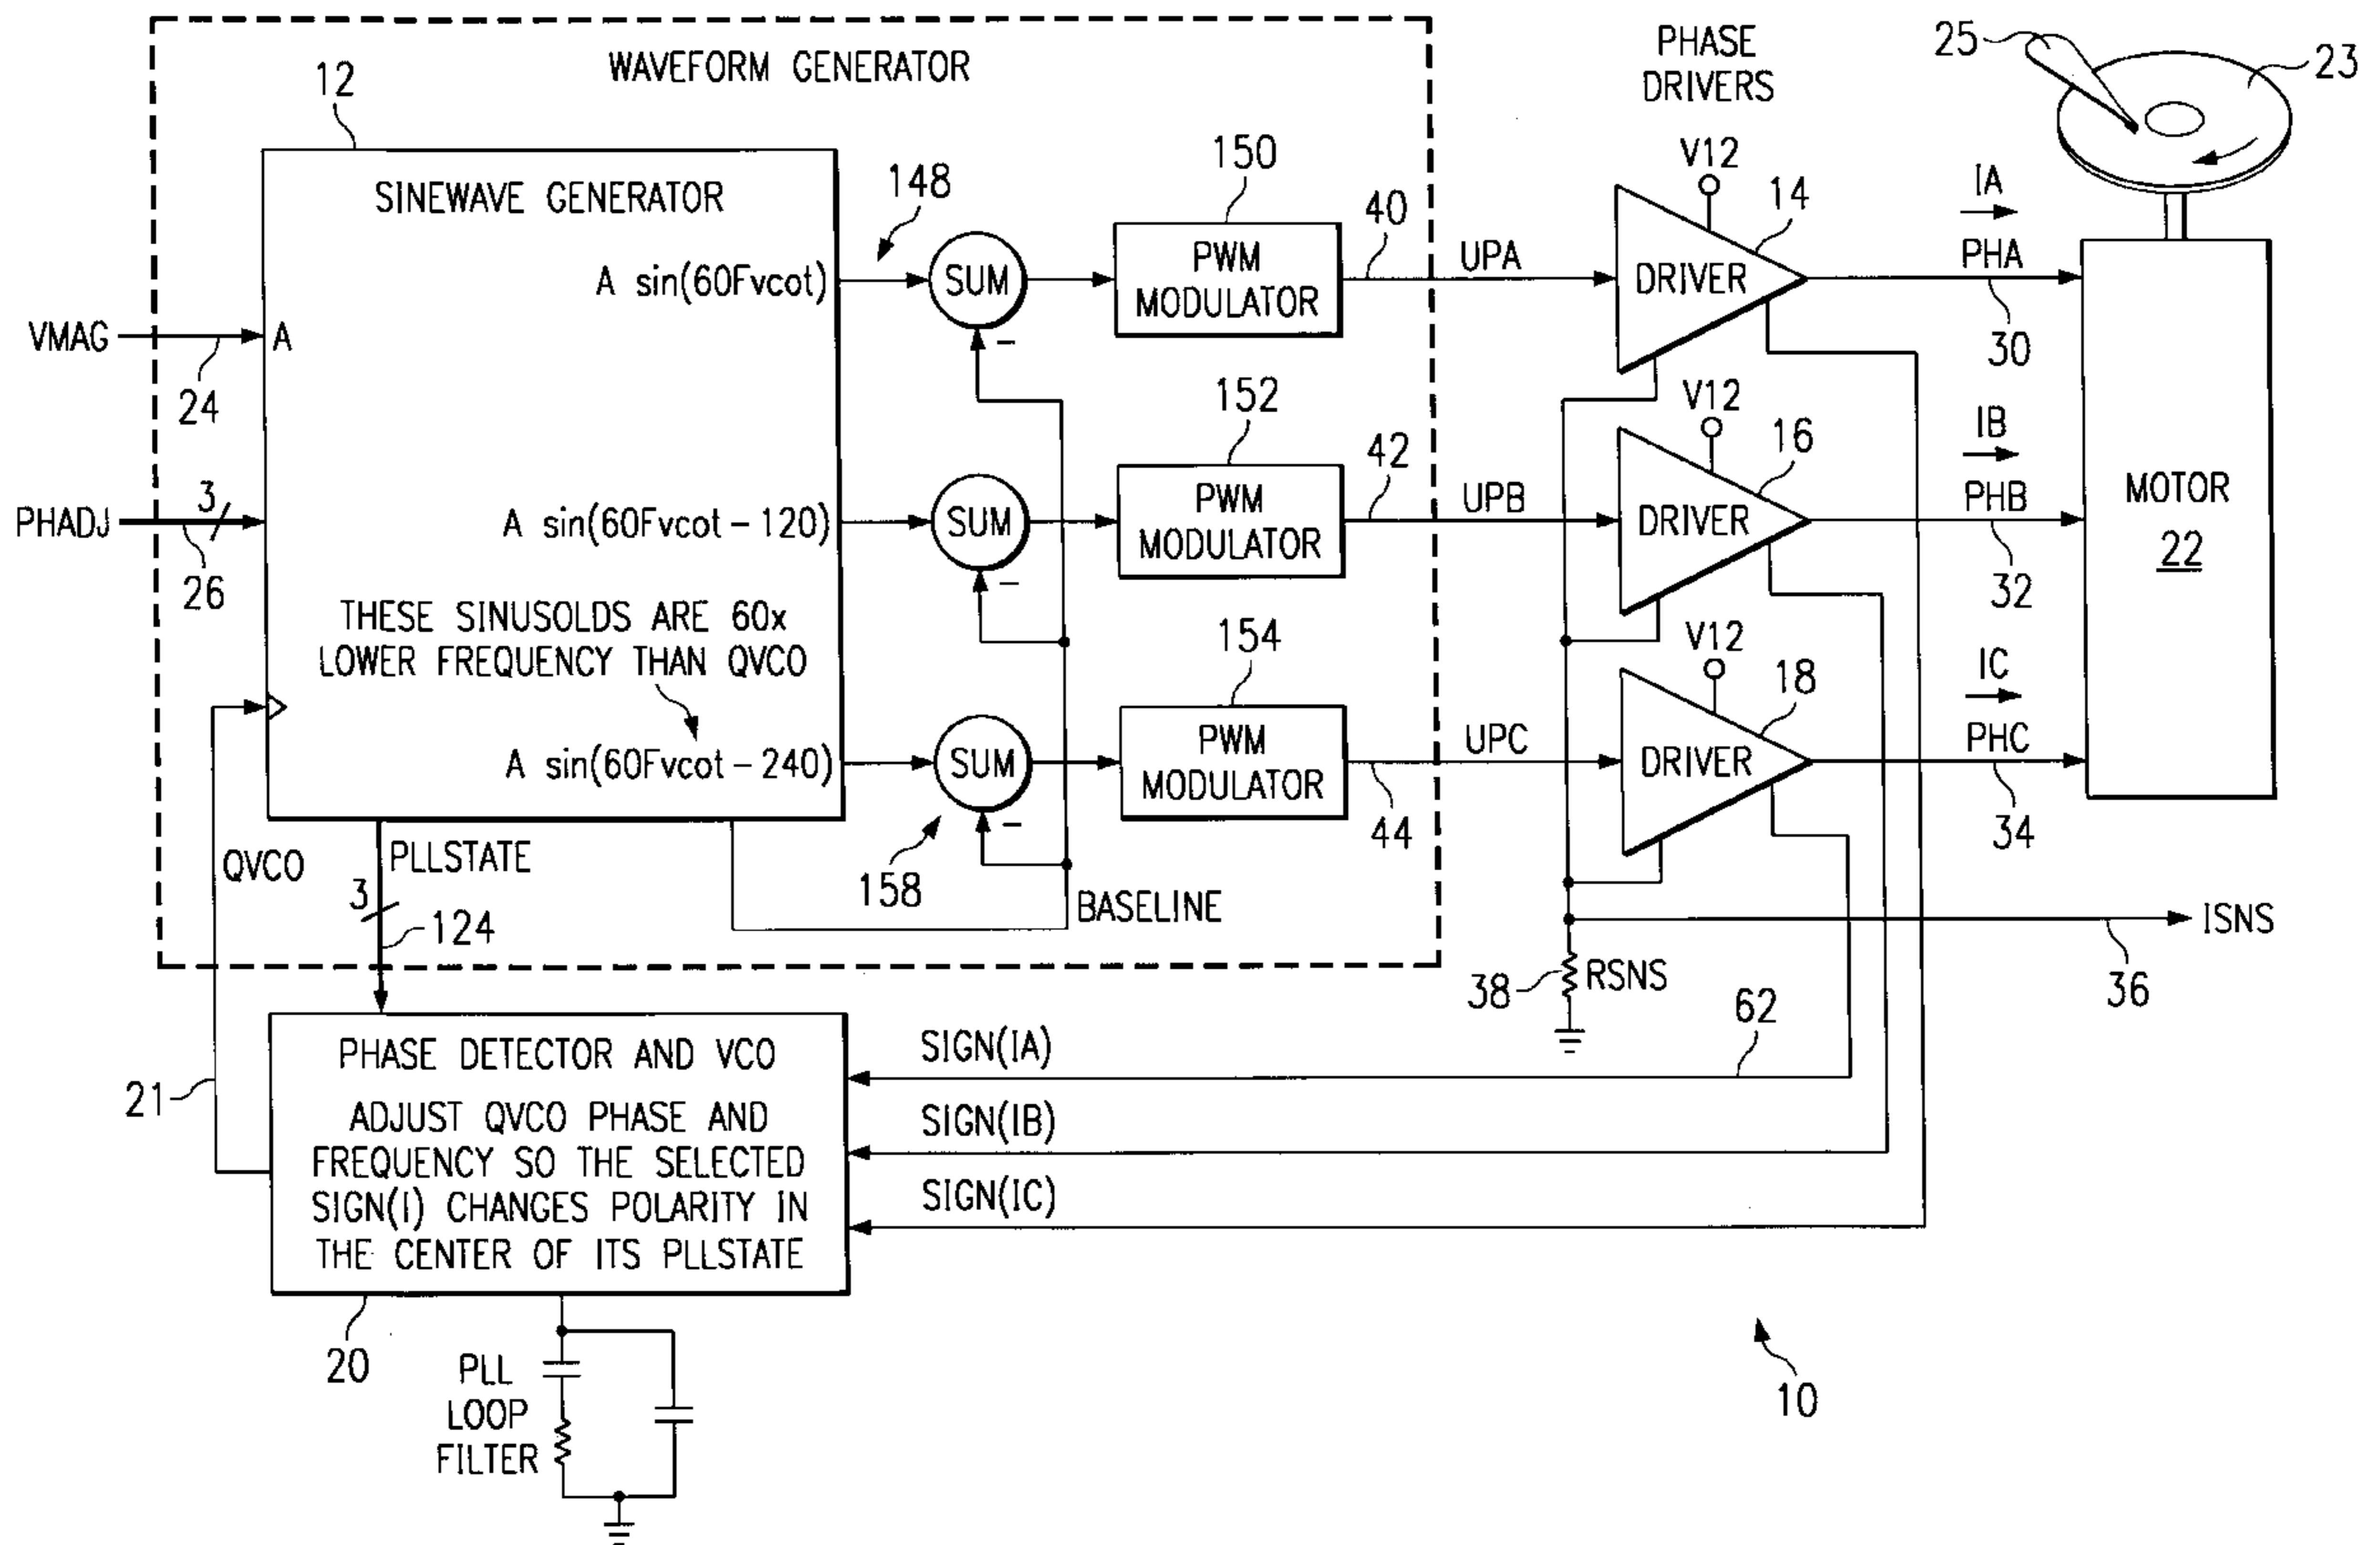 WAVEFORM GENERATOR
12
SINEWAVE GENERATOR
148
A sin(60Fvcot)
VMAG
A
24
3
PHADJ
26
A sin(60Fvcot - 120)
THESE SINUSOLDS ARE 60x
LOWER FREQUENCY THAN QVCO
A sin(60Fvcot - 240)
SUM
-
SUM
-
SUM
-
158
150
PWM
MODULATOR
40
UPA
152
PWM
MODULATOR
42
UPB
154
PWM
MODULATOR
44
UPC
BASELINE
QVCO
PLLSTATE
3
124
PHASE
DRIVERS
V12
14
DRIVER
V12
16
DRIVER
V12
18
DRIVER
25
23
IA
PHA
30
IB
PHB
32
IC
PHC
34
MOTOR
22
ISNS
36
38
RSNS
62
21
PHASE DETECTOR AND VCO
ADJUST QVCO PHASE AND
FREQUENCY SO THE SELECTED
SIGN(I) CHANGES POLARITY IN
THE CENTER OF ITS PLLSTATE
SIGN(IA)
SIGN(IB)
SIGN(IC)
20
PLL
LOOP
FILTER
10